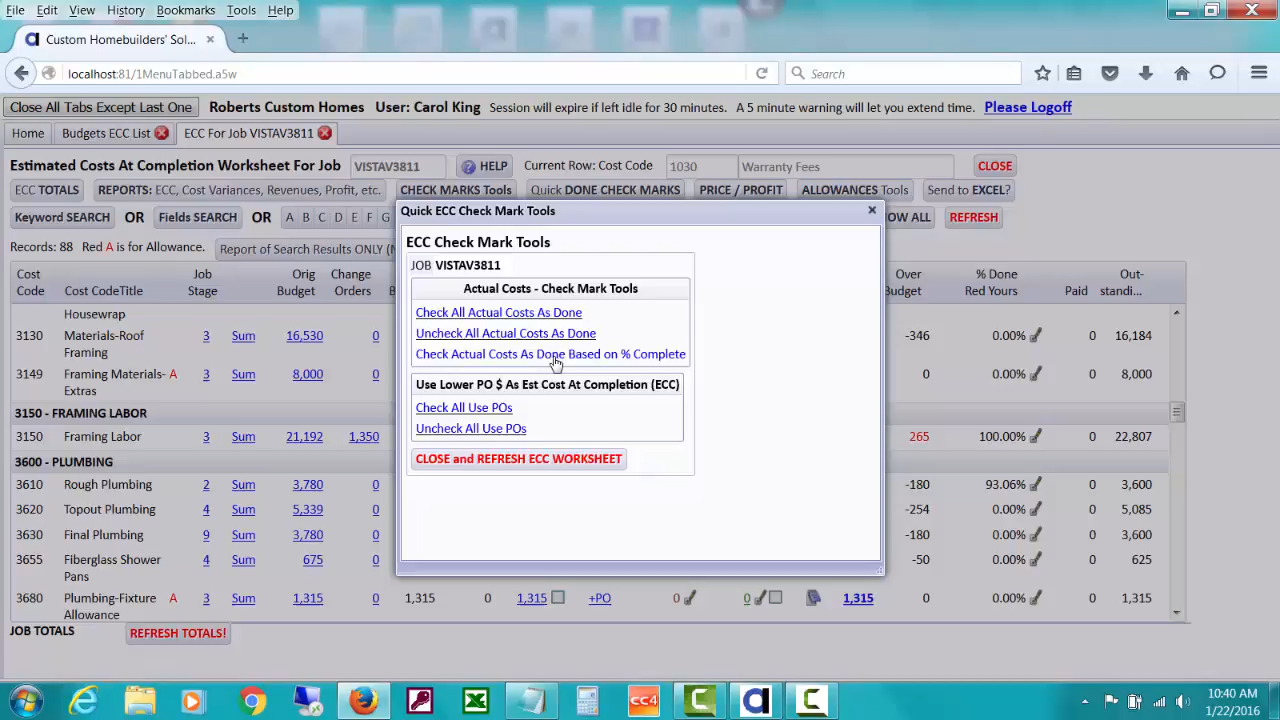 File Edit View History Bookmarks Tools Help
Custom Homebuilders' Sol... × +
localhost:81/1MenuTabbed.a5w Search
Close All Tabs Except Last One Roberts Custom Homes User: Carol King Session will expire if left idle for 30 minutes. A 5 minute warning will let you extend time. Please Logoff
Home Budgets ECC List ECC For Job VISTAV3811
Estimated Costs At Completion Worksheet For Job VISTAV3811 HELP Current Row: Cost Code 1030 Warranty Fees CLOSE
ECC TOTALS REPORTS: ECC, Cost Variances, Revenues, Profit, etc. CHECK MARKS Tools Quick DONE CHECK MARKS PRICE / PROFIT ALLOWANCES Tools Send to EXCEL?
Keyword SEARCH OR Fields SEARCH OR A B C D E F G OW ALL REFRESH
Records: 88 Red A is for Allowance. Report of Search Results ONLY (N
Cost Job Orig Change Over % Done Out-
Code Cost CodeTitle Stage Budget Orders B Budget Red Yours Paid standi...
Housewrap
3130 Materials-Roof 3 Sum 16,530 0 -346 0.00% 0 16,184
Framing
3149 Framing Materials- A 3 Sum 8,000 0 0 0.00% 0 8,000
Extras
3150 - FRAMING LABOR
3150 Framing Labor 3 Sum 21,192 1,350 265 100.00% 0 22,807
3600 - PLUMBING
3610 Rough Plumbing 2 Sum 3,780 0 -180 93.06% 0 3,600
3620 Topout Plumbing 4 Sum 5,339 0 -254 0.00% 0 5,085
3630 Final Plumbing 9 Sum 3,780 0 -180 0.00% 0 3,600
3655 Fiberglass Shower 4 Sum 675 0 -50 0.00% 0 625
Pans
3680 Plumbing-Fixture A 3 Sum 1,315 0 1,315 0 1,315 +PO 0 0 1,315 0 0.00% 0 1,315
Allowance
JOB TOTALS REFRESH TOTALS!
Quick ECC Check Mark Tools
ECC Check Mark Tools
JOB VISTAV3811
Actual Costs - Check Mark Tools
Check All Actual Costs As Done
Uncheck All Actual Costs As Done
Check Actual Costs As Done Based on % Complete
Use Lower PO $ As Est Cost At Completion (ECC)
Check All Use POs
Uncheck All Use POs
CLOSE and REFRESH ECC WORKSHEET
CC4
10:40 AM
1/22/2016